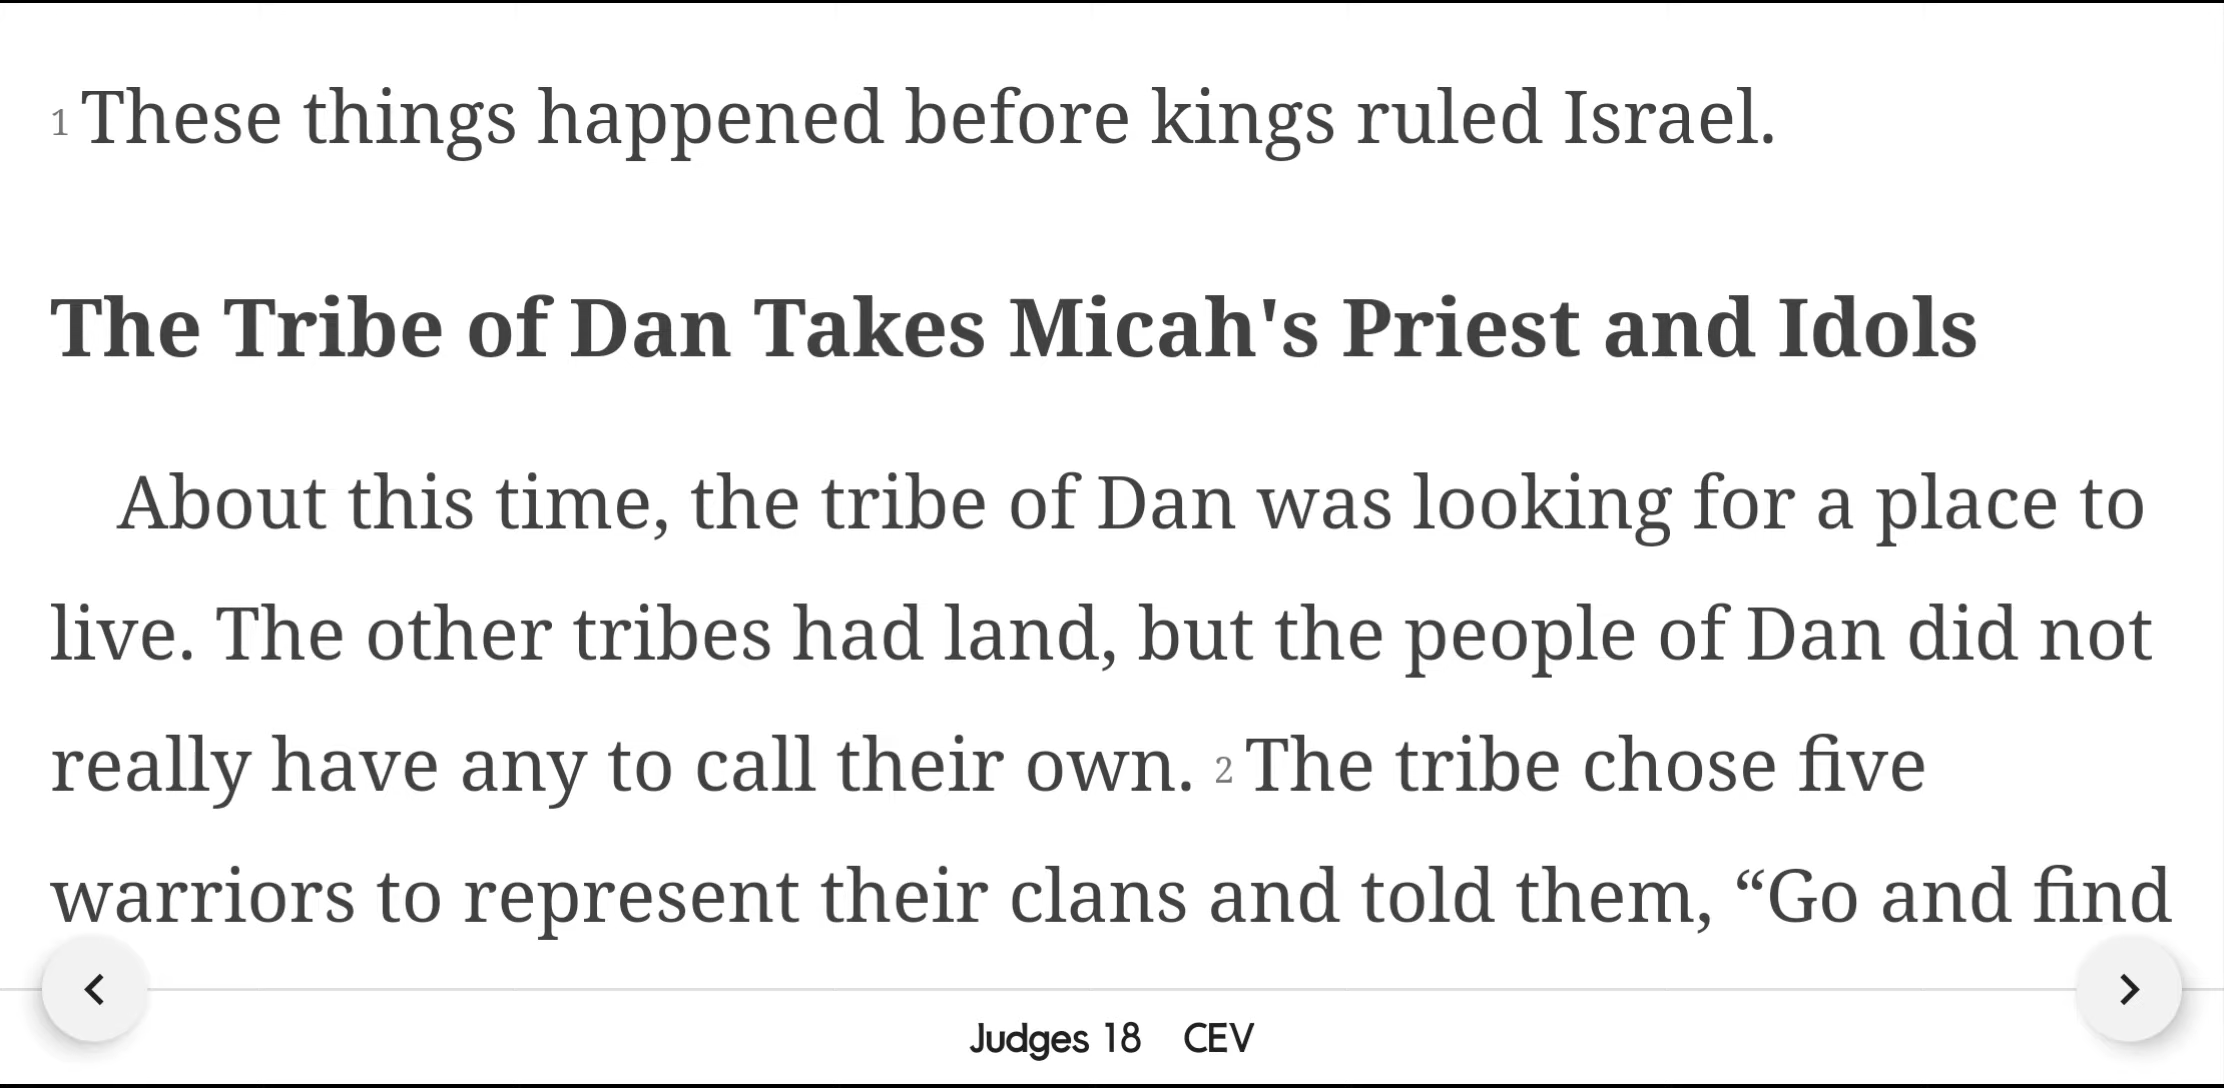 1 These things happened before kings ruled Israel.
The Tribe of Dan Takes Micah's Priest and Idols
About this time, the tribe of Dan was looking for a place to
live. The other tribes had land, but the people of Dan did not
really have any to call their own. 2 The tribe chose five
warriors to represent their clans and told them, “Go and find
Judges 18 CEV